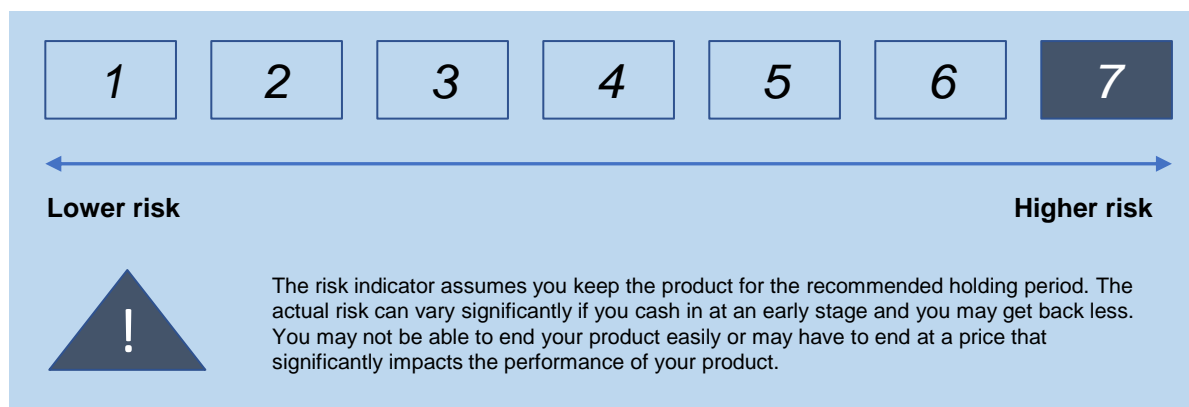 1 2 3 4 5 6 7
Lower risk Higher risk
!
The risk indicator assumes you keep the product for the recommended holding period. The
actual risk can vary significantly if you cash in at an early stage and you may get back less.
You may not be able to end your product easily or may have to end at a price that
significantly impacts the performance of your product.